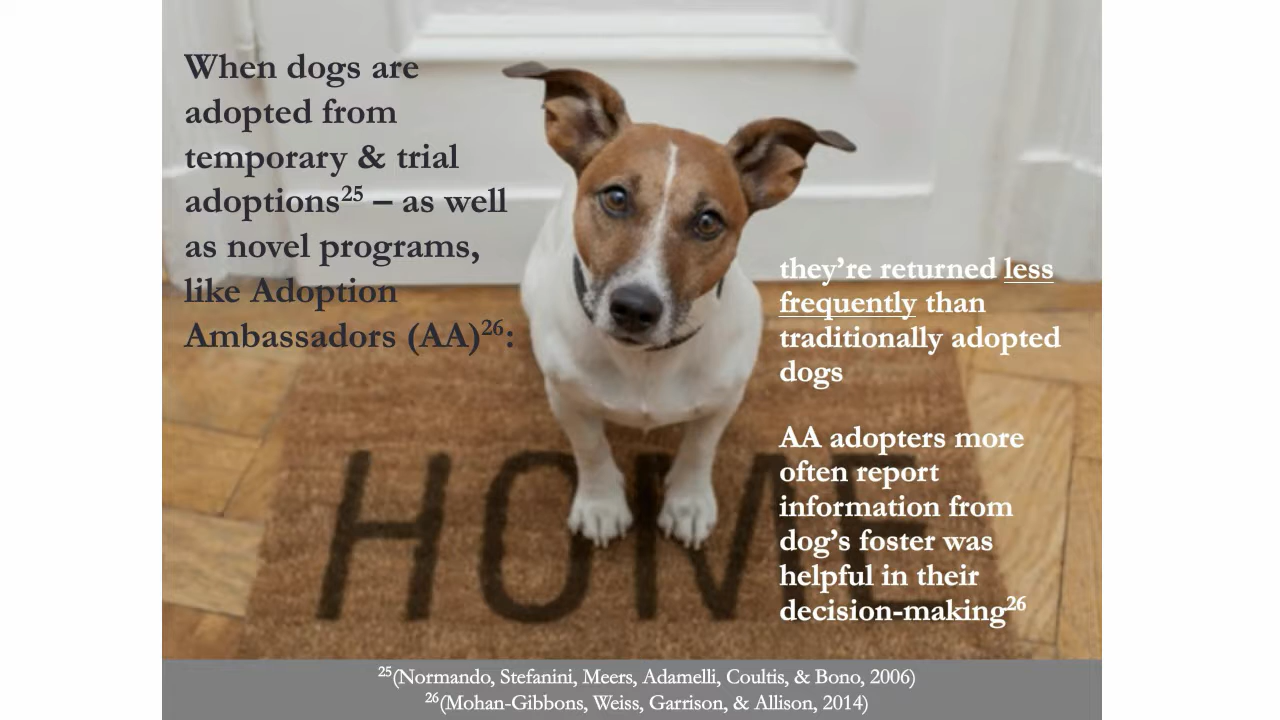 When dogs are
adopted from
temporary & trial
adoptions25 – as well
as novel programs,
like Adoption
Ambassadors (AA)26:
they're returned less
frequently than
traditionally adopted
dogs
AA adopters more
often report
information from
dog's foster was
helpful in their
decision-making26
HOME
25(Normando, Stefanini, Meers, Adamelli, Coultis, & Bono, 2006)
26(Mohan-Gibbons, Weiss, Garrison, & Allison, 2014)